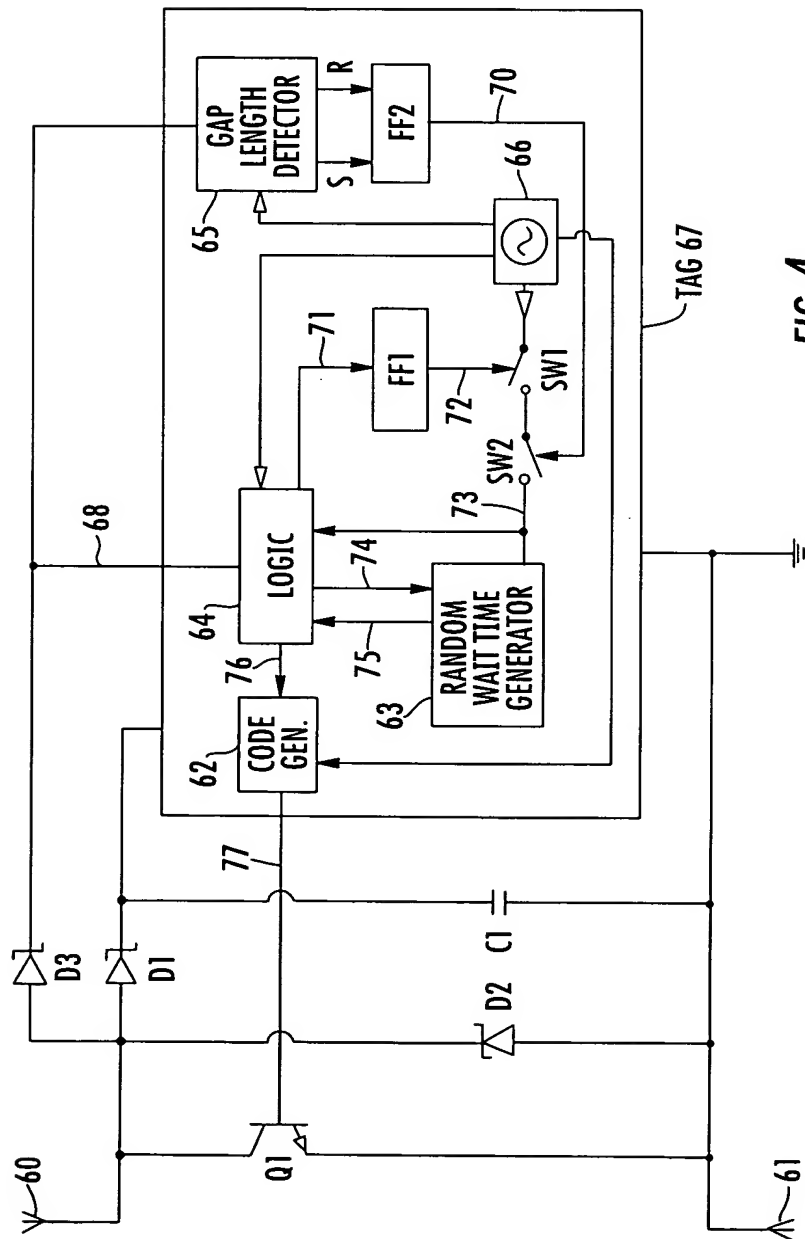 60
61
Q1
D3
D1
D2
C1
77
68
62
CODE
GEN.
76
64
LOGIC
74
75
63
RANDOM
WAIT TIME
GENERATOR
73
71
FF1
72
SW2
SW1
65
GAP
LENGTH
DETECTOR
S
R
FF2
70
66
TAG 67
FIG. 4